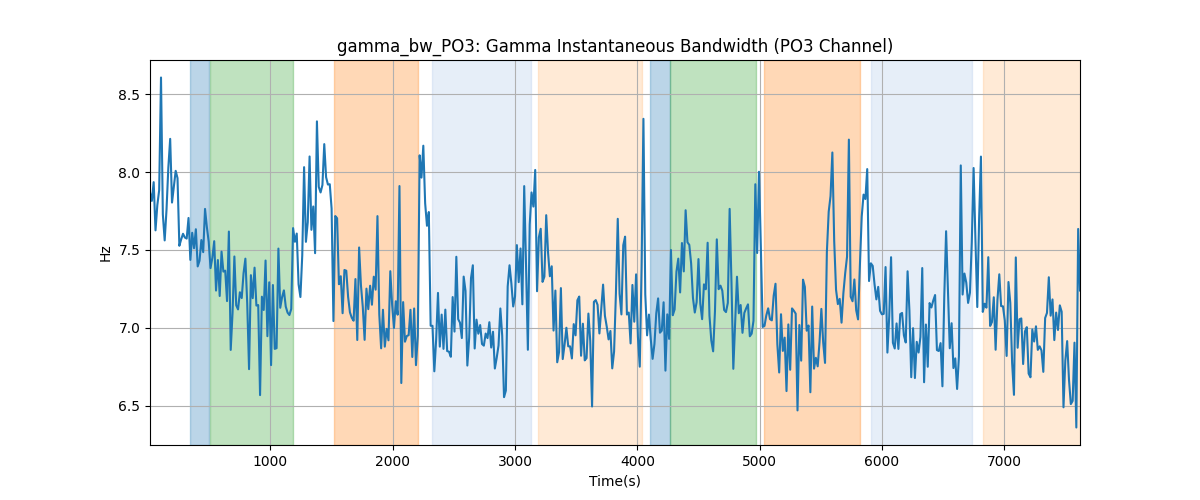 gamma_bw_PO3: Gamma Instantaneous Bandwidth (PO3 Channel)
8.5
8.0
7.5
7.0
6.5
Hz
1000 2000 3000 4000 5000 6000 7000
Time(s)